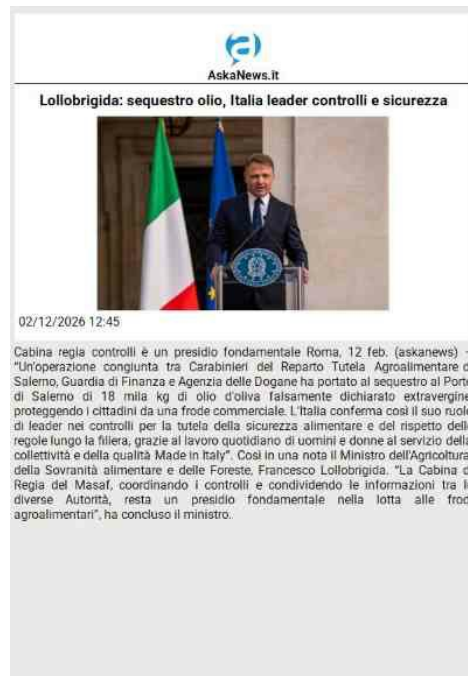 AskaNews.it
Lollobrigida: sequestro olio, Italia leader controlli e sicurezza
02/12/2026 12:45
Cabina regia controlli è un presidio fondamentale Roma, 12 feb. (askanews) -
"Un'operazione congiunta tra Carabinieri del Reparto Tutela Agroalimentare d
Salerno, Guardia di Finanza e Agenzia delle Dogane ha portato al sequestro al Porto
di Salerno di 18 mila kg di olio d'oliva falsamente dichiarato extravergine,
proteggendo i cittadini da una frode commerciale. L'Italia conferma così il suo ruolo
di leader nei controlli per la tutela della sicurezza alimentare e del rispetto delle
regole lungo la filiera, grazie al lavoro quotidiano di uomini e donne al servizio della
collettività e della qualità Made in Italy". Così in una nota il Ministro dell'Agricoltura,
della Sovranità alimentare e delle Foreste, Francesco Lollobrigida. "La Cabina d
Regia del Masaf, coordinando i controlli e condividendo le informazioni tra l
diverse Autorità, resta un presidio fondamentale nella lotta alle frod
agroalimentari", ha concluso il ministro.